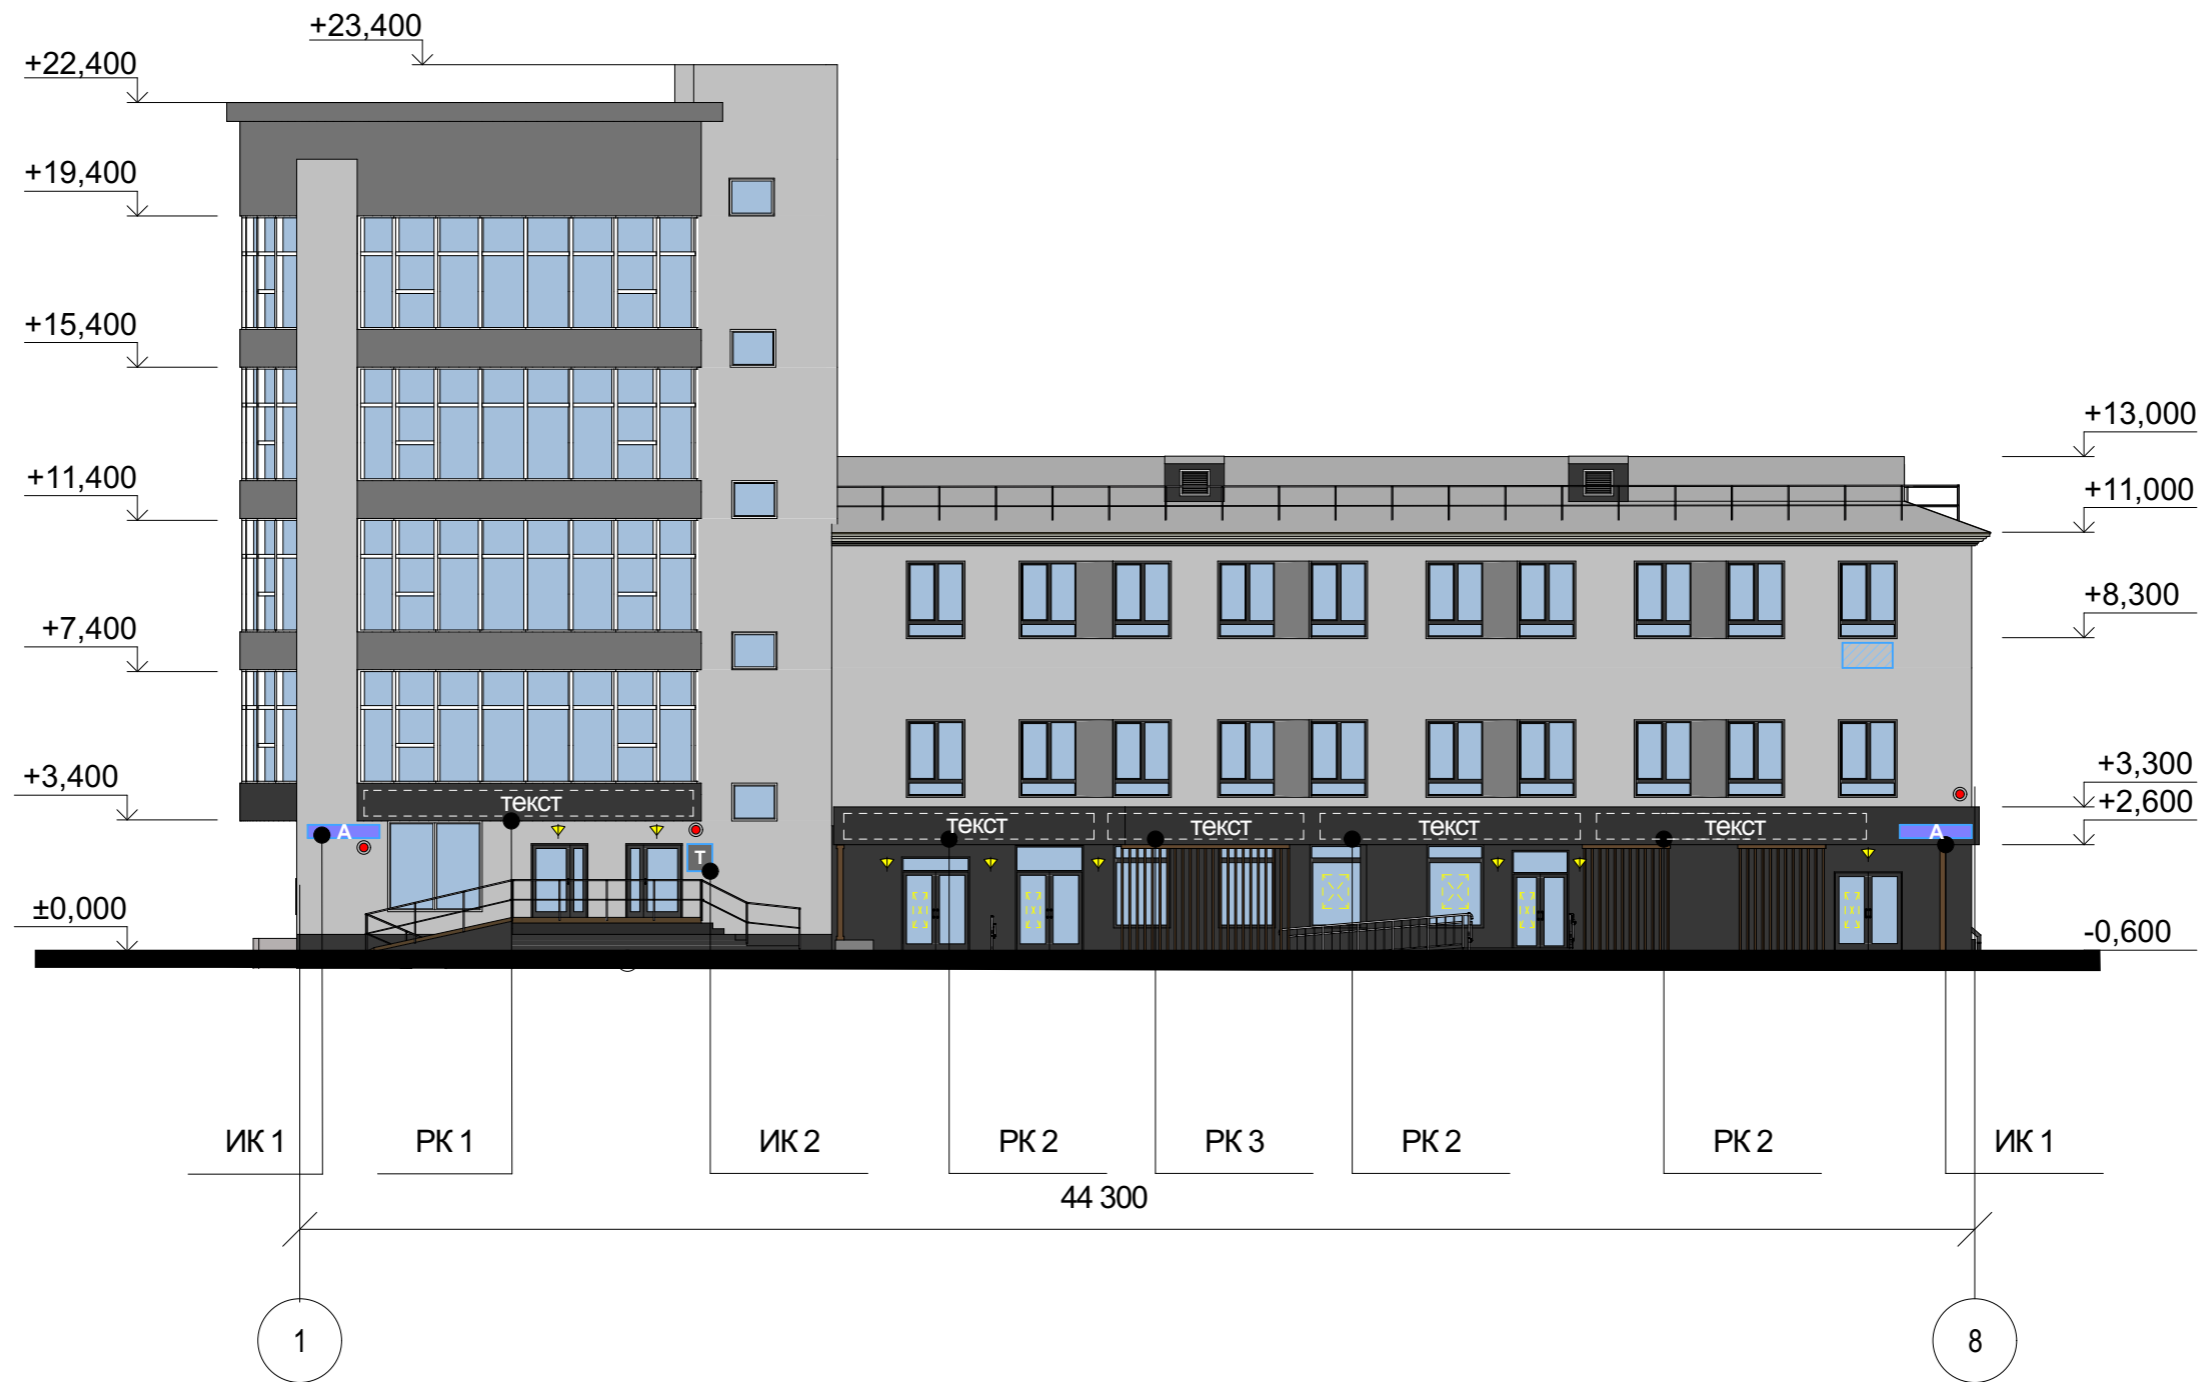 +23,400
+22,400
+19,400
+15,400
+13,000
+11,400
+11,000
+8,300
+7,400
+3,400
+3,300
+2,600
текст
текст
текст
текст
текст
А
А
Т
±0,000
-0,600
ИК 1
РК 1
ИК 2
РК 2
РК 3
РК 2
РК 2
ИК 1
44 300
1
8